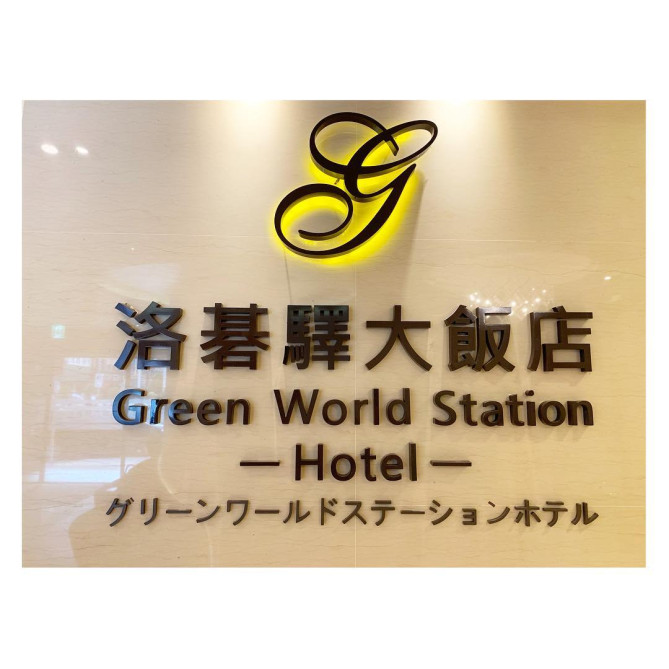 G
洛碁驛大飯店
Green World Station
— Hotel —
グリーンワールドステーションホテル